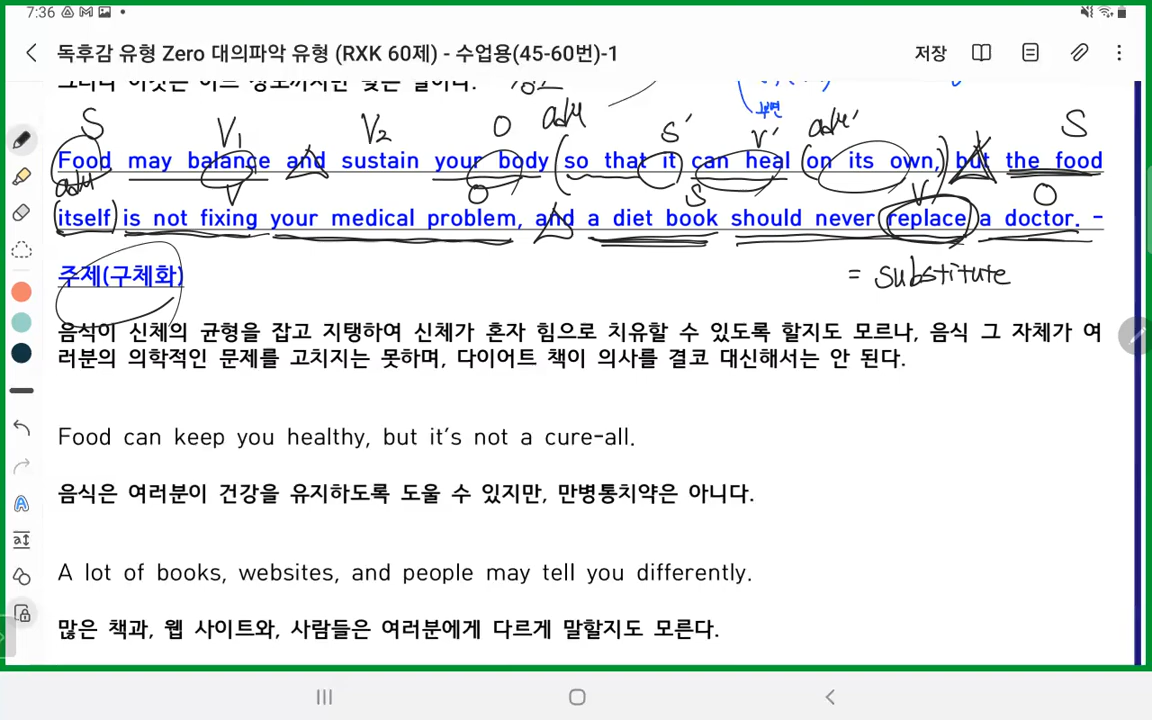 7:36
독후감 유형 Zero 대의파악 유형 (RXK 60제) - 수업용(45-60번)-1
저장
부연
S V1 V2 O adu s' v' adu' S
Food may balance and sustain your body (so that it can heal (on its own,) but the food
adu V O S V O
itself) is not fixing your medical problem, and a diet book should never replace a doctor. -
주제(구체화)
= substitute
음식이 신체의 균형을 잡고 지탱하여 신체가 혼자 힘으로 치유할 수 있도록 할지도 모르나, 음식 그 자체가 여
러분의 의학적인 문제를 고치지는 못하며, 다이어트 책이 의사를 결코 대신해서는 안 된다.
Food can keep you healthy, but it's not a cure-all.
음식은 여러분이 건강을 유지하도록 도울 수 있지만, 만병통치약은 아니다.
A lot of books, websites, and people may tell you differently.
많은 책과, 웹 사이트와, 사람들은 여러분에게 다르게 말할지도 모른다.